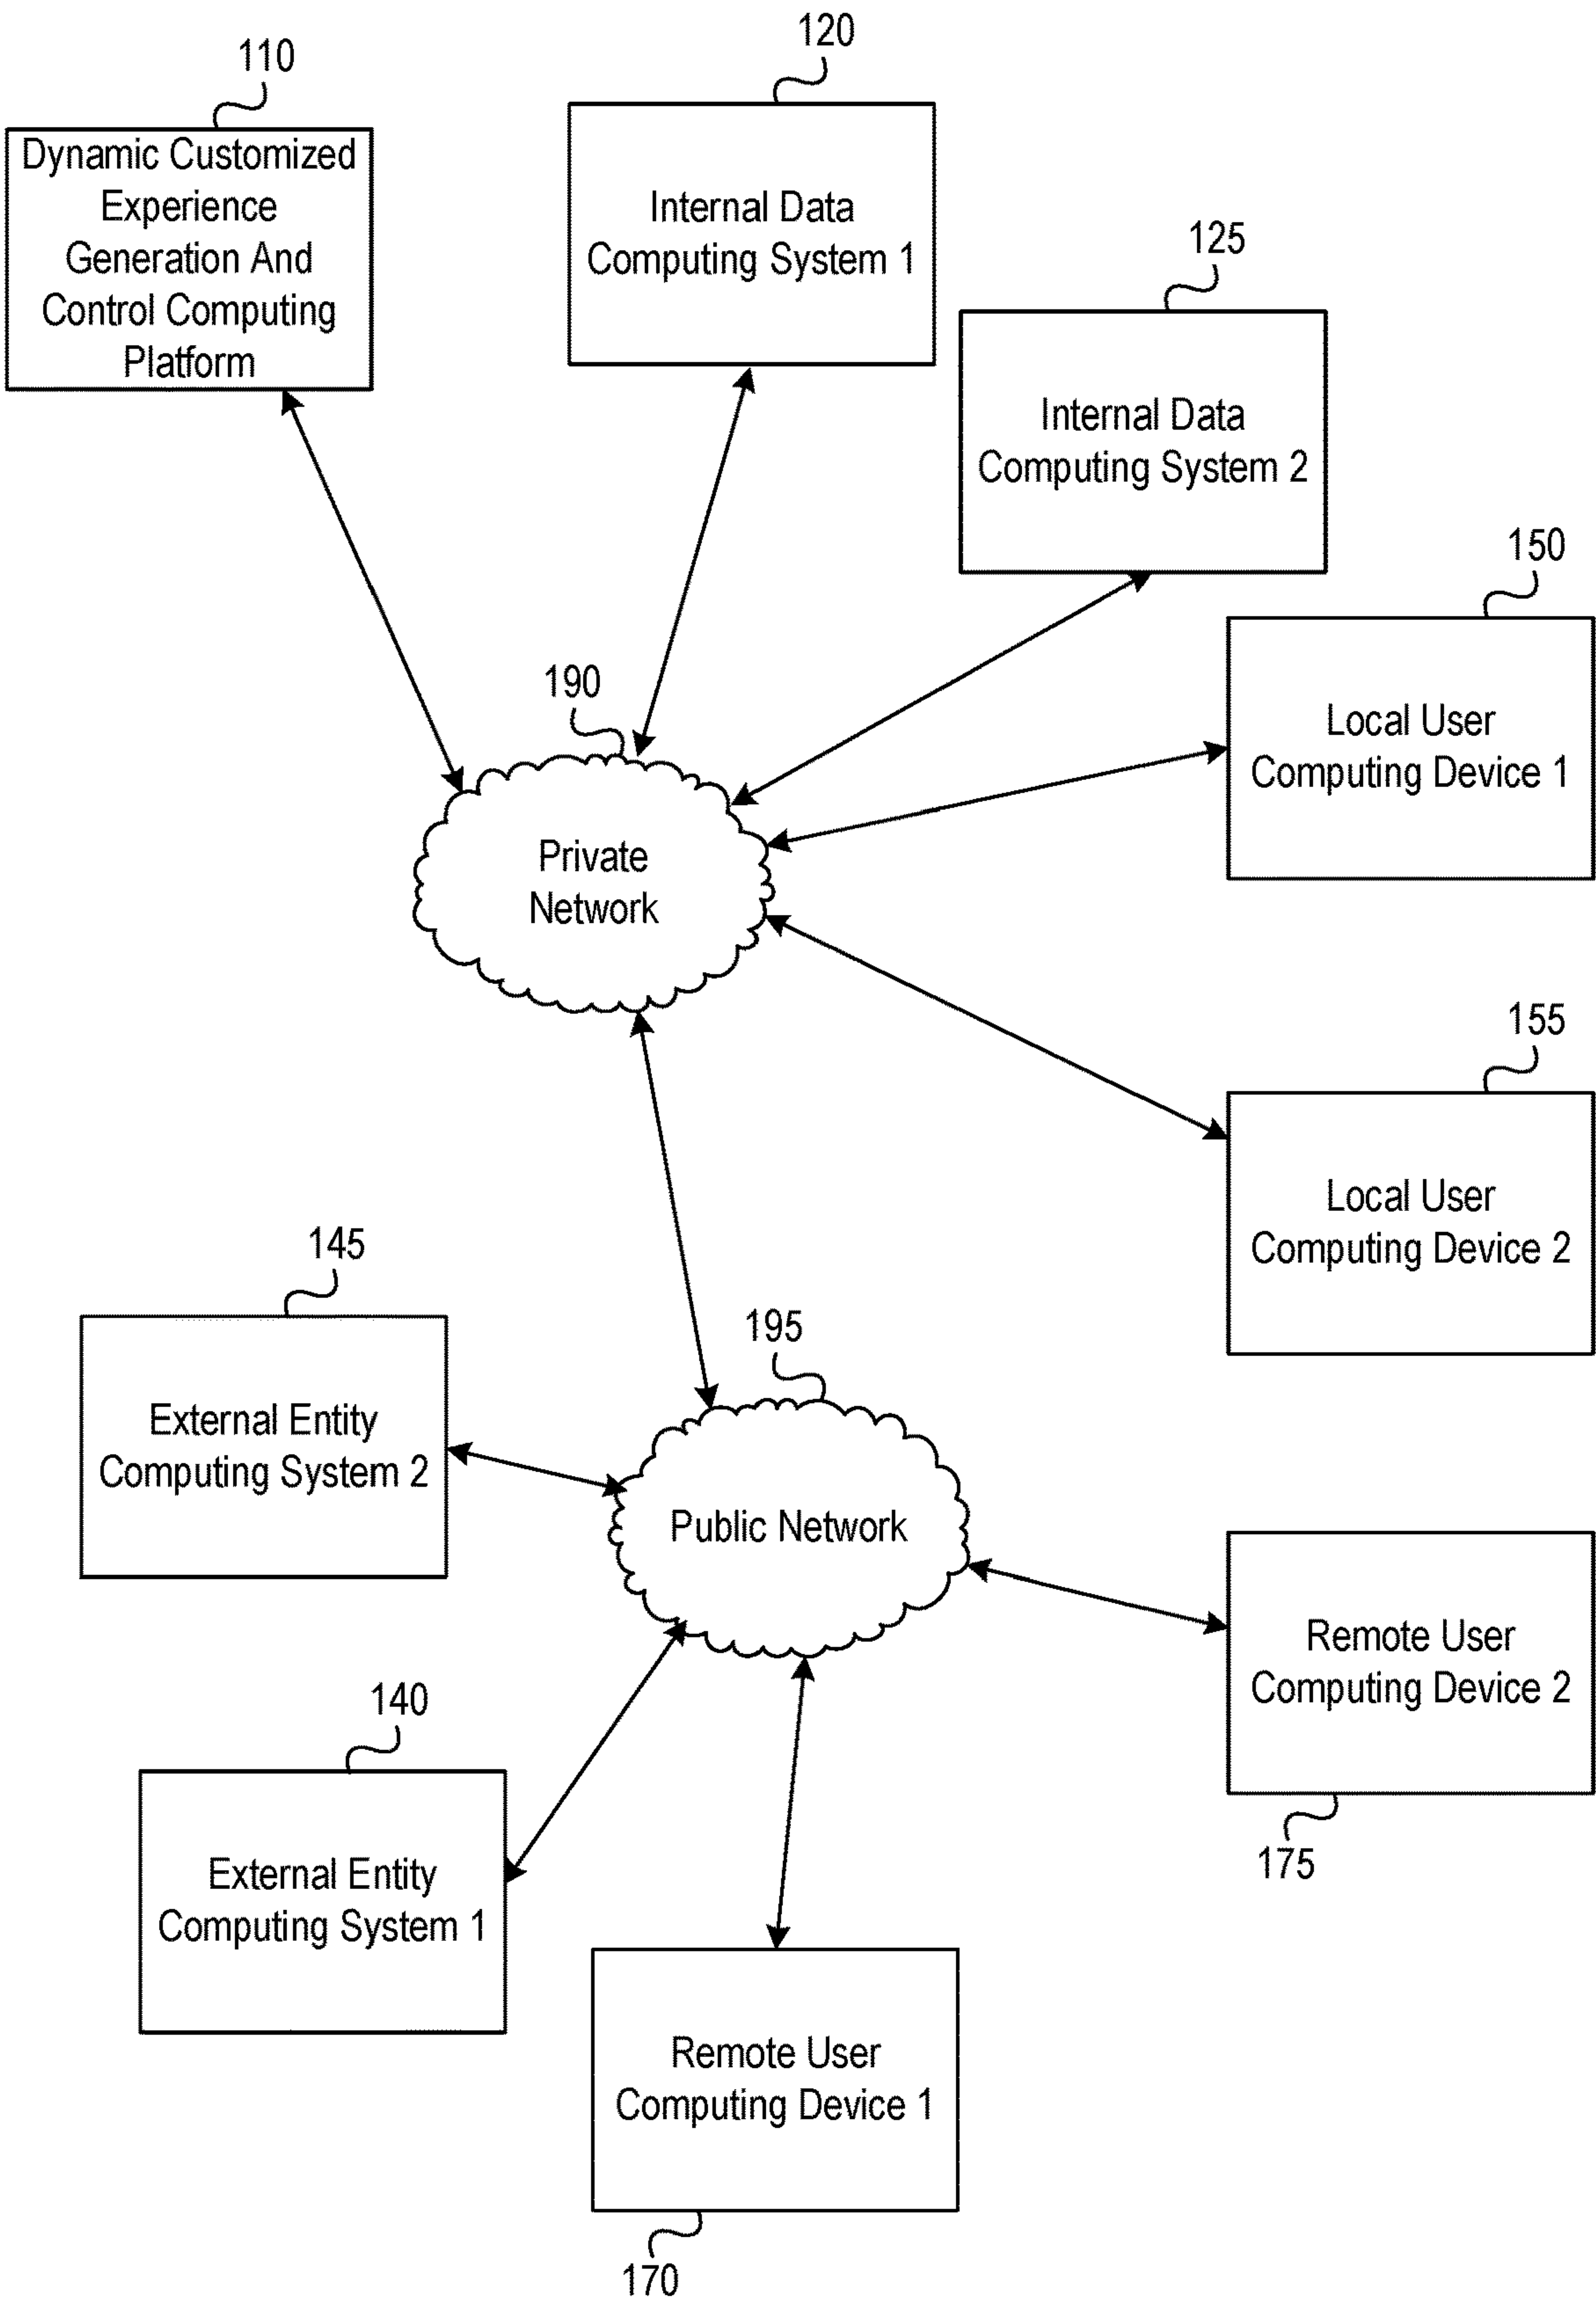 110
Dynamic Customized
Experience
Generation And
Control Computing
Platform
120
Internal Data
Computing System 1
125
Internal Data
Computing System 2
150
Local User
Computing Device 1
190
Private
Network
155
Local User
Computing Device 2
145
External Entity
Computing System 2
195
Public Network
Remote User
Computing Device 2
175
140
External Entity
Computing System 1
Remote User
Computing Device 1
170